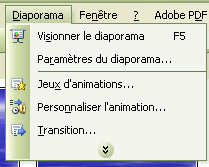 Diaporama Fenêtre ? Adobe PDF
Visionner le diaporama F5
Paramètres du diaporama...
Jeux d'animations...
Personnaliser l'animation...
Transition...